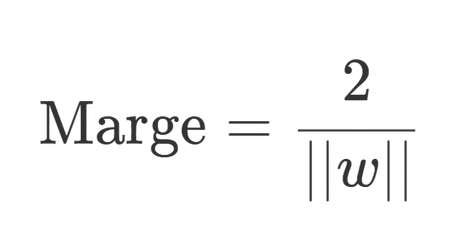 Marge = 2 / ||w||